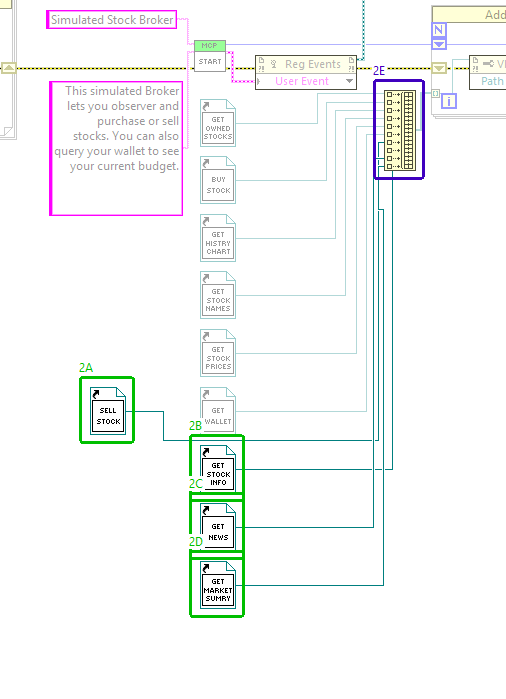 Simulated Stock Broker
Add
MCP
START
Reg Events
User Event
VI
Path
N
i
2E
This simulated Broker
lets you observer and
purchase or sell
stocks. You can also
query your wallet to see
your current budget.
GET
OWNED
STOCKS
BUY
STOCK
GET
HISTRY
CHART
GET
STOCK
NAMES
GET
STOCK
PRICES
2A
SELL
STOCK
GET
WALLET
2B
GET
STOCK
INFO
2C
GET
NEWS
2D
GET
MARKET
SUMRY